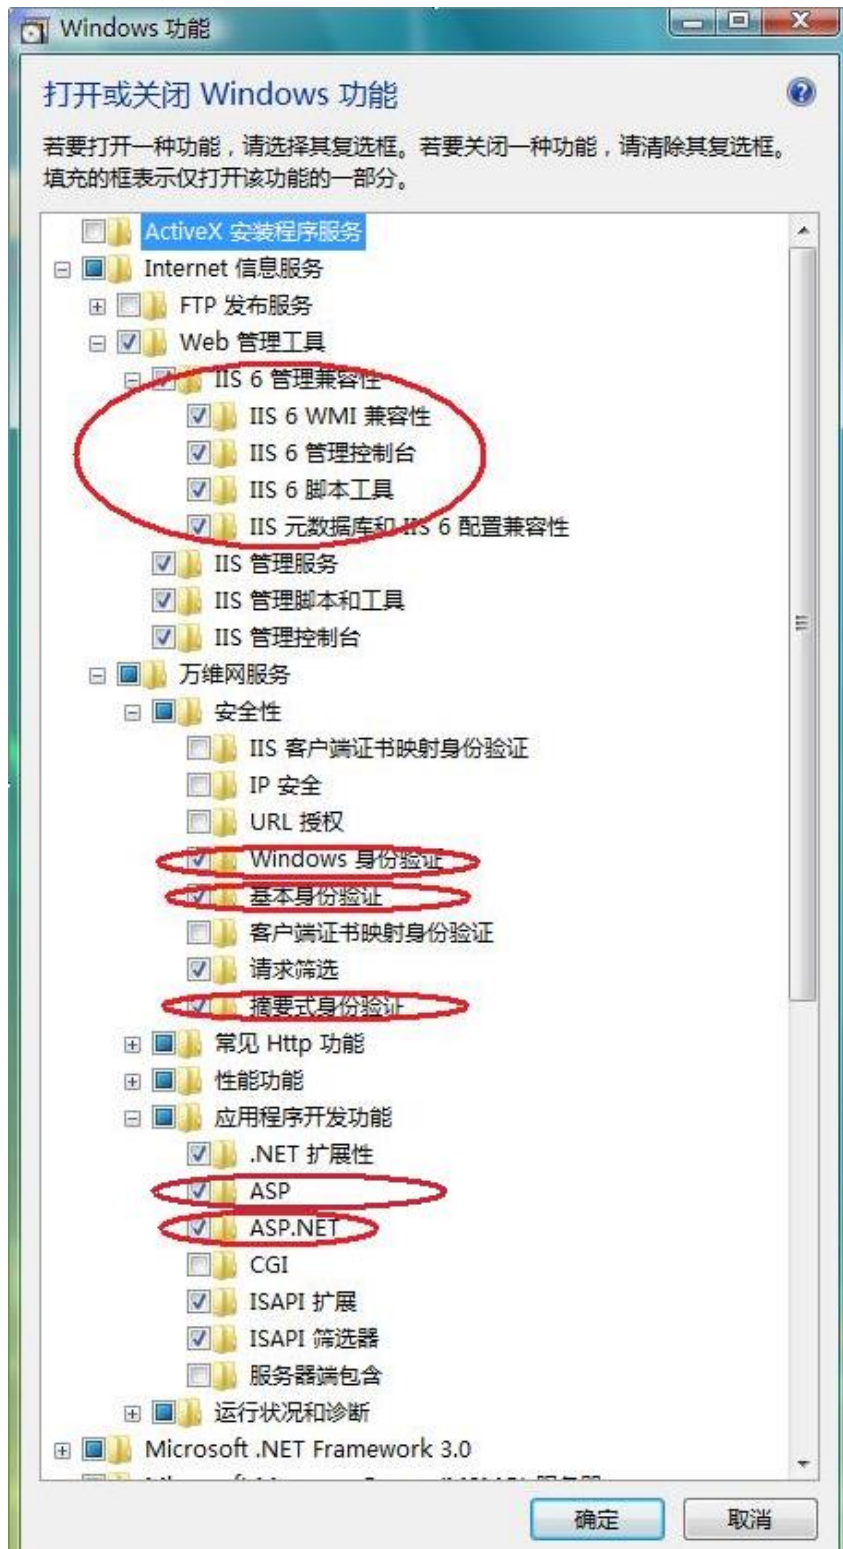 Windows 功能
打开或关闭 Windows 功能
若要打开一种功能，请选择其复选框。若要关闭一种功能，请清除其复选框。
填充的框表示仅打开该功能的一部分。
ActiveX 安装程序服务
Internet 信息服务
FTP 发布服务
Web 管理工具
IIS 6 管理兼容性
IIS 6 WMI 兼容性
IIS 6 管理控制台
IIS 6 脚本工具
IIS 元数据库和 IIS 6 配置兼容性
IIS 管理服务
IIS 管理脚本和工具
IIS 管理控制台
万维网服务
安全性
IIS 客户端证书映射身份验证
IP 安全
URL 授权
Windows 身份验证
基本身份验证
客户端证书映射身份验证
请求筛选
摘要式身份验证
常见 Http 功能
性能功能
应用程序开发功能
.NET 扩展性
ASP
ASP.NET
CGI
ISAPI 扩展
ISAPI 筛选器
服务器端包含
运行状况和诊断
Microsoft .NET Framework 3.0
确定
取消